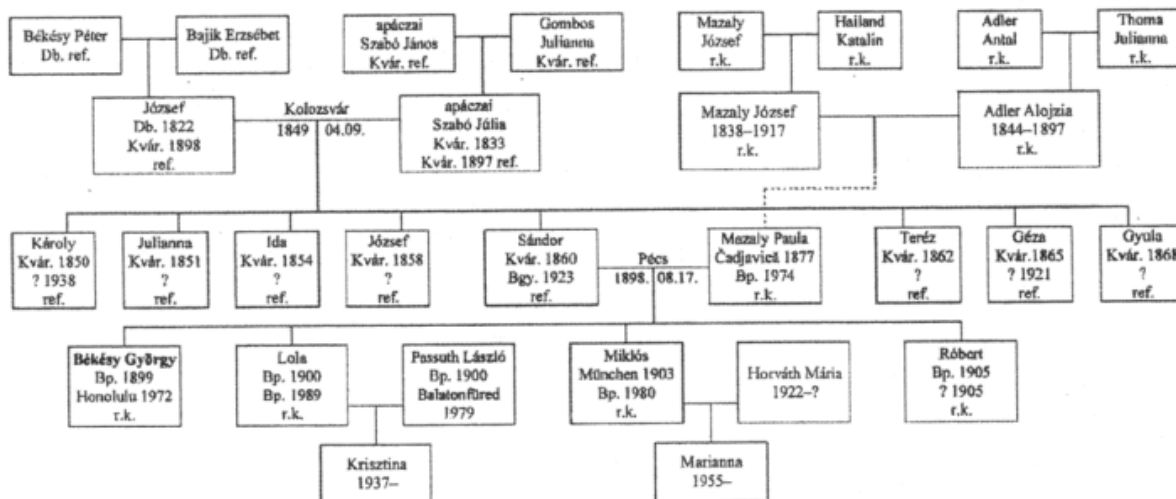 Békésy Péter
Db. ref.
Bajik Erzsébet
Db. ref.
apáczai
Szabó János
Kvár. ref.
Gombos
Julianna
Kvár. ref.
Mazaly
József
r.k.
Hailand
Katalin
r.k.
Adler
Antal
r.k.
Thoma
Julianna
r.k.
József
Db. 1822
Kvár. 1898
ref.
Kolozsvár
1849 04.09.
apáczai
Szabó Júlia
Kvár. 1833
Kvár. 1897 ref.
Mazaly József
1838–1917
r.k.
Adler Alojzia
1844–1897
r.k.
Károly
Kvár. 1850
? 1938
ref.
Julianna
Kvár. 1851
?
ref.
Ida
Kvár. 1854
?
ref.
József
Kvár. 1858
?
ref.
Sándor
Kvár. 1860
Bgy. 1923
ref.
Pécs
1898. 08.17.
Mazaly Paula
Čadjavică 1877
Bp. 1974
r.k.
Teréz
Kvár. 1862
?
ref.
Géza
Kvár.1865
? 1921
ref.
Gyula
Kvár. 1868
?
ref.
Békésy György
Bp. 1899
Honolulu 1972
r.k.
Lola
Bp. 1900
Bp. 1989
r.k.
Passuth László
Bp. 1900
Balatonfüred
1979
Miklós
München 1903
Bp. 1980
r.k.
Horváth Mária
1922–?
Róbert
Bp. 1905
? 1905
r.k.
Krisztina
1937–
Marianna
1955–